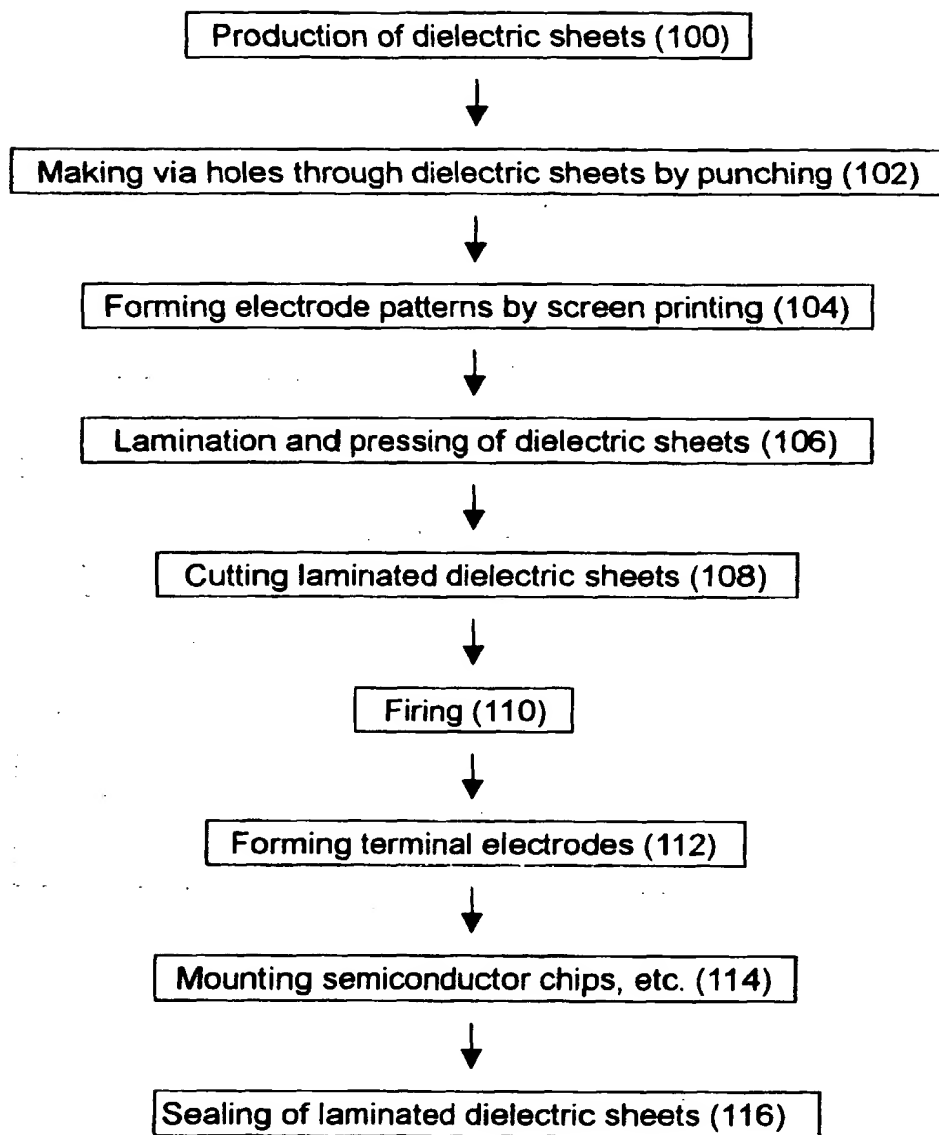 Production of dielectric sheets (100)
Making via holes through dielectric sheets by punching (102)
Forming electrode patterns by screen printing (104)
Lamination and pressing of dielectric sheets (106)
Cutting laminated dielectric sheets (108)
Firing (110)
Forming terminal electrodes (112)
Mounting semiconductor chips, etc. (114)
Sealing of laminated dielectric sheets (116)